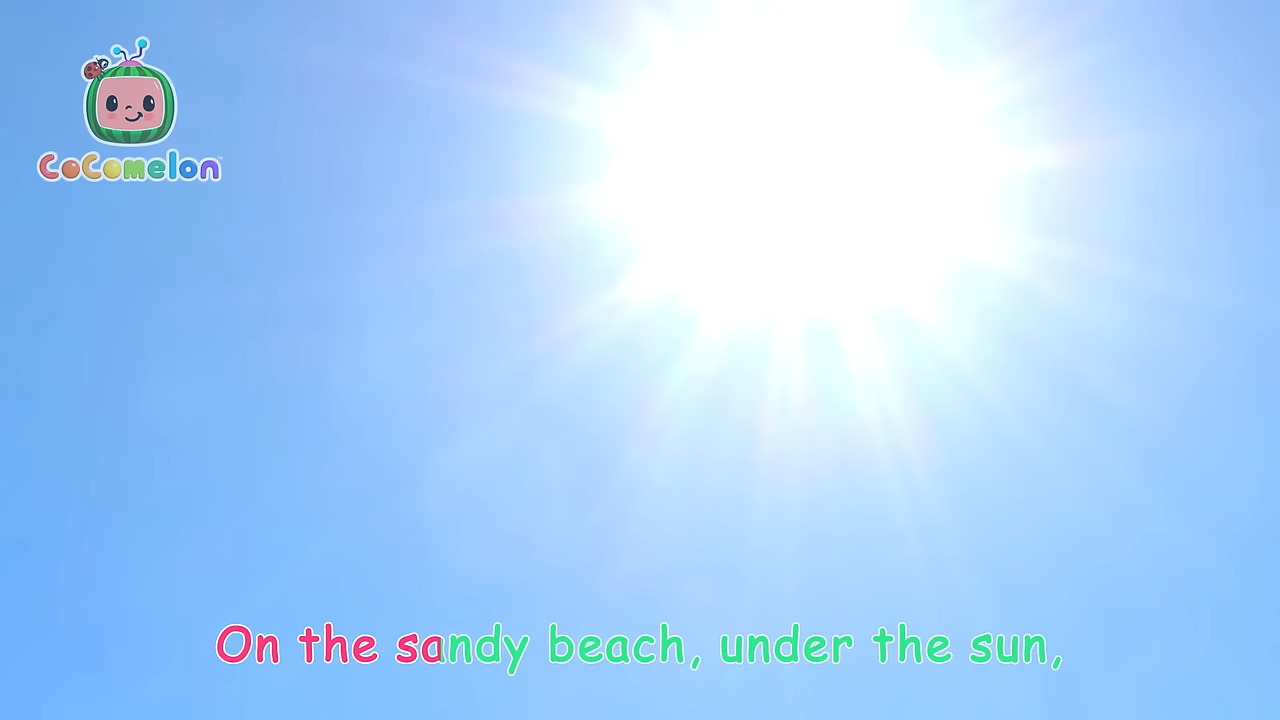 CoComelon
On the sandy beach, under the sun,